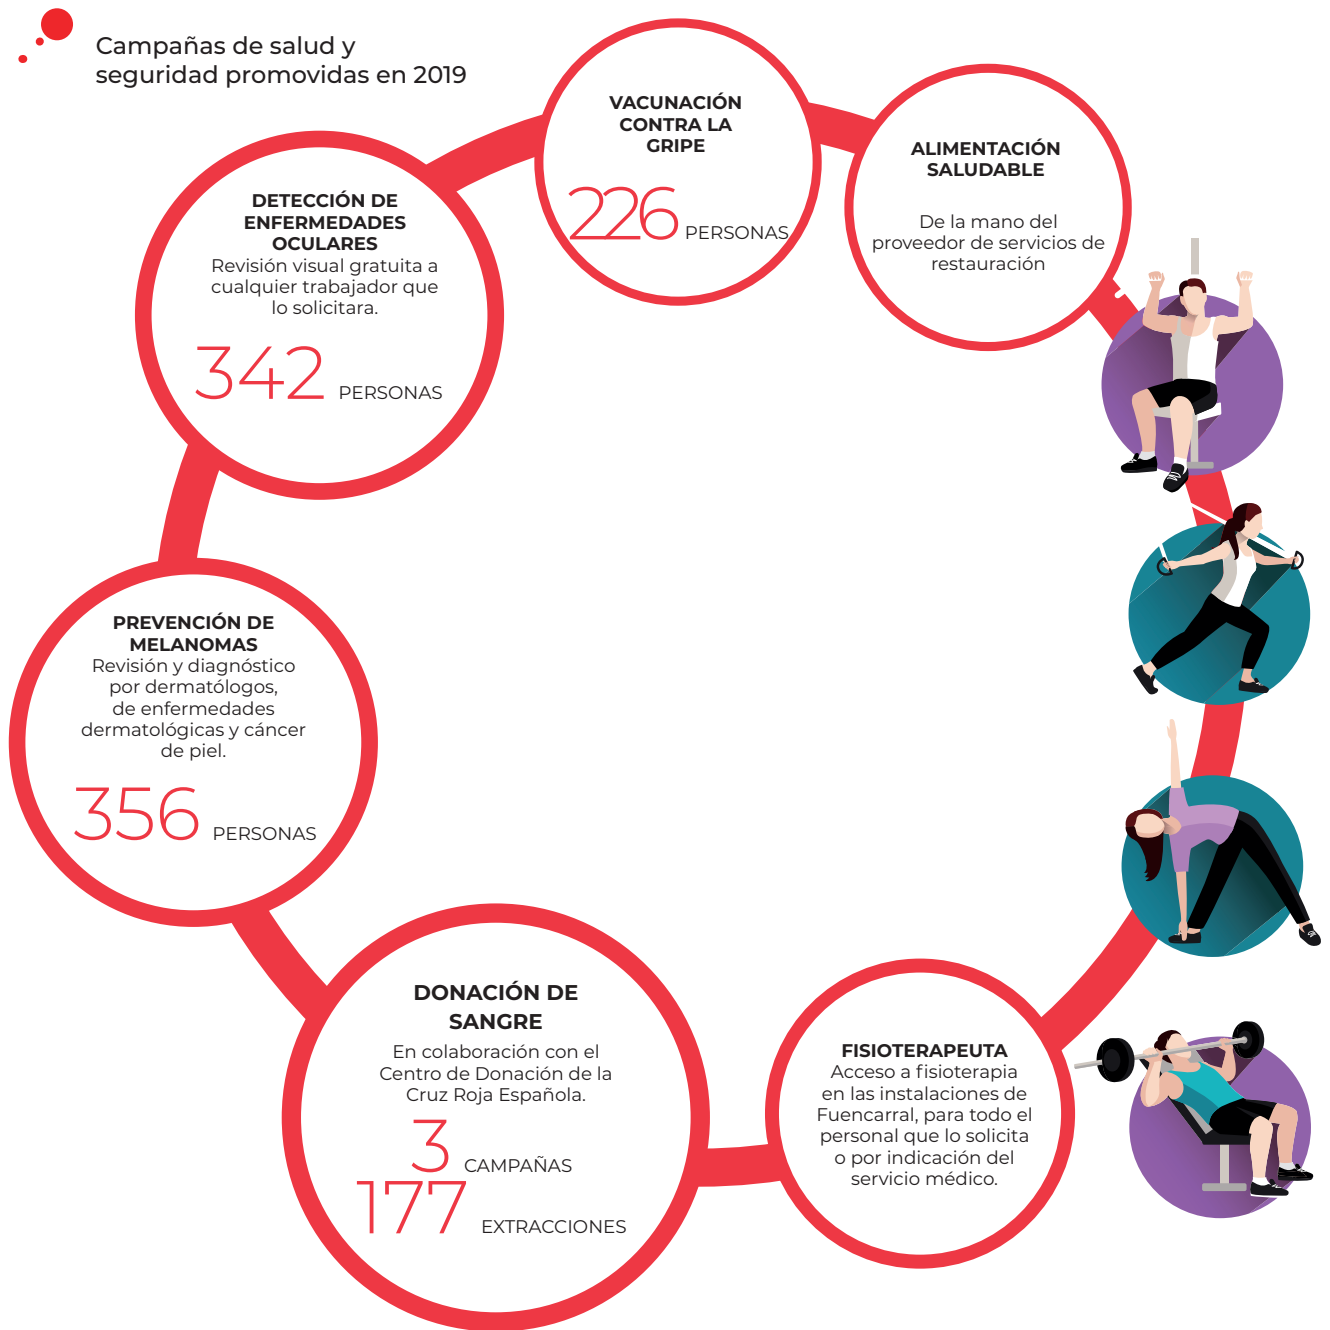 Campañas de salud y
seguridad promovidas en 2019
VACUNACIÓN
CONTRA LA
GRIPE
226 PERSONAS
ALIMENTACIÓN
SALUDABLE
De la mano del
proveedor de servicios de
restauración
DETECCIÓN DE
ENFERMEDADES
OCULARES
Revisión visual gratuita a
cualquier trabajador que
lo solicitara.
342 PERSONAS
PREVENCIÓN DE
MELANOMAS
Revisión y diagnóstico
por dermatólogos,
de enfermedades
dermatológicas y cáncer
de piel.
356 PERSONAS
DONACIÓN DE
SANGRE
En colaboración con el
Centro de Donación de la
Cruz Roja Española.
3 CAMPAÑAS
177 EXTRACCIONES
FISIOTERAPEUTA
Acceso a fisioterapia
en las instalaciones de
Fuencarral, para todo el
personal que lo solicita
o por indicación del
servicio médico.